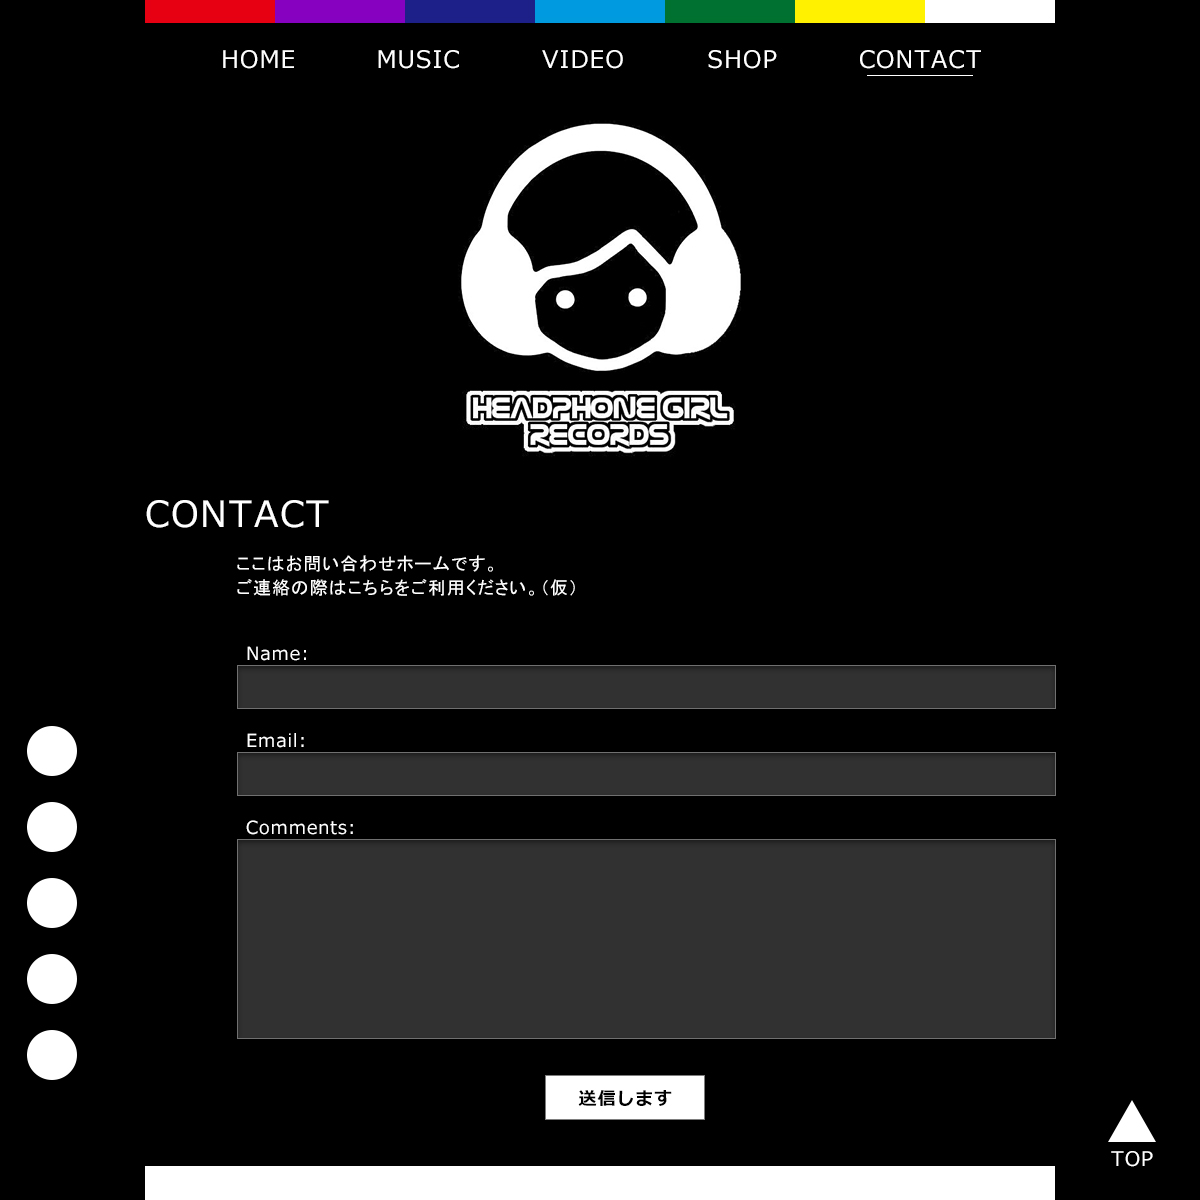 HOME MUSIC VIDEO SHOP CONTACT
HEADPHONE GIRL
RECORDS
CONTACT
ここはお問い合わせホームです。
ご連絡の際はこちらをご利用ください。（仮）
Name:
Email:
Comments:
送信します
TOP